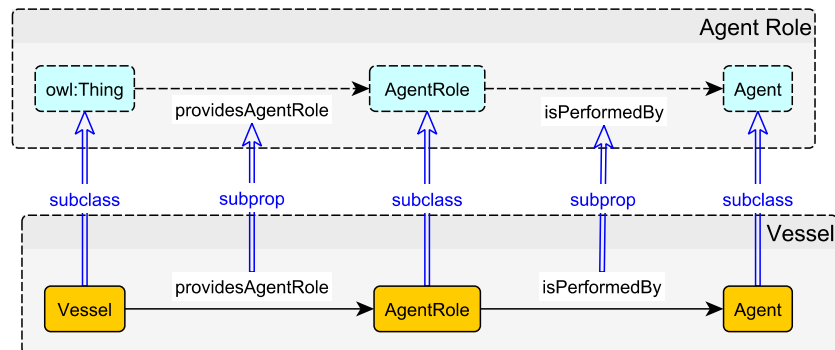 Agent Role
owl:Thing
AgentRole
Agent
providesAgentRole
isPerformedBy
subclass
subprop
subclass
subprop
subclass
Vessel
providesAgentRole
isPerformedBy
Vessel
AgentRole
Agent